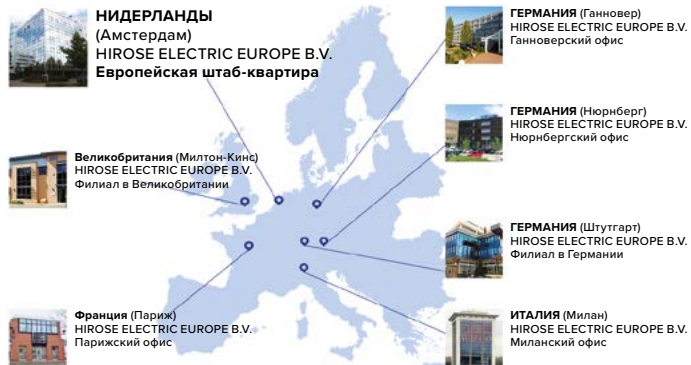 НИДЕРЛАНДЫ
(Амстердам)
HIROSE ELECTRIC EUROPE B.V.
Европейская штаб-квартира
Великобритания (Милтон-Кинс)
HIROSE ELECTRIC EUROPE B.V.
Филиал в Великобритании
Франция (Париж)
HIROSE ELECTRIC EUROPE B.V.
Парижский офис
ГЕРМАНИЯ (Ганновер)
HIROSE ELECTRIC EUROPE B.V.
Ганноверский офис
ГЕРМАНИЯ (Нюрнберг)
HIROSE ELECTRIC EUROPE B.V.
Нюрнбергский офис
ГЕРМАНИЯ (Штутгарт)
HIROSE ELECTRIC EUROPE B.V.
Филиал в Германии
ИТАЛИЯ (Милан)
HIROSE ELECTRIC EUROPE B.V.
Миланский офис